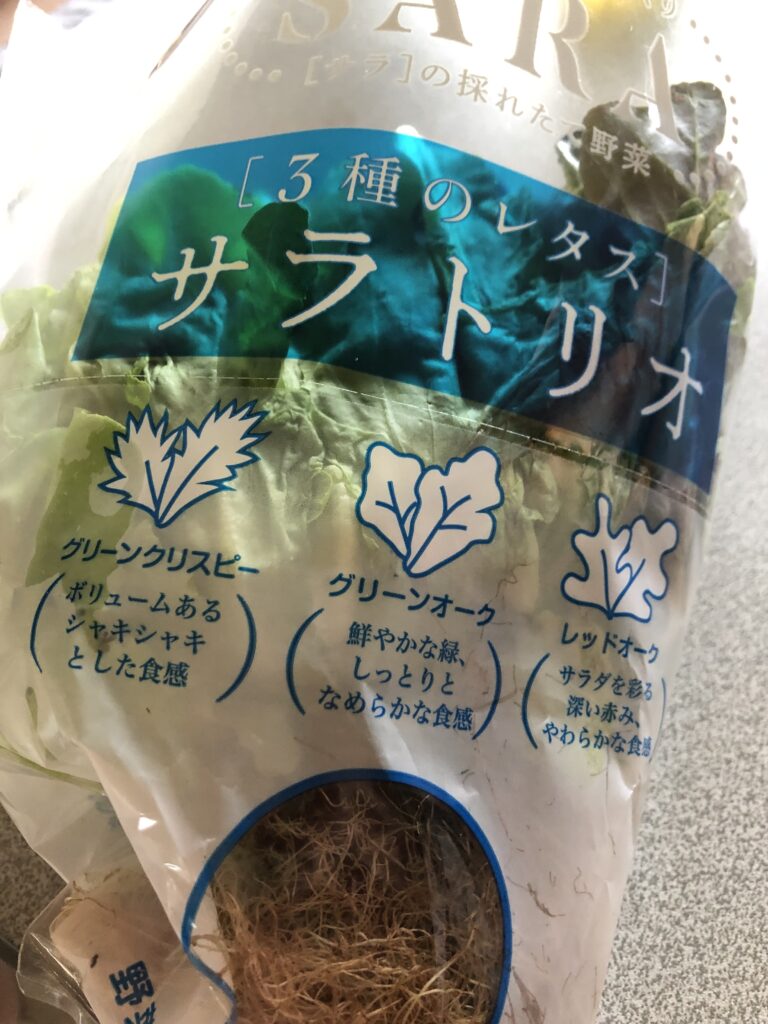 SARA
[サラ]の採れたて野菜
[3種のレタス]
サラトリオ
グリーンクリスピー
ボリュームある
シャキシャキ
とした食感
グリーンオーク
鮮やかな緑、
しっとりと
なめらかな食感
レッドオーク
サラダを彩る
深い赤み、
やわらかな食感
野菜